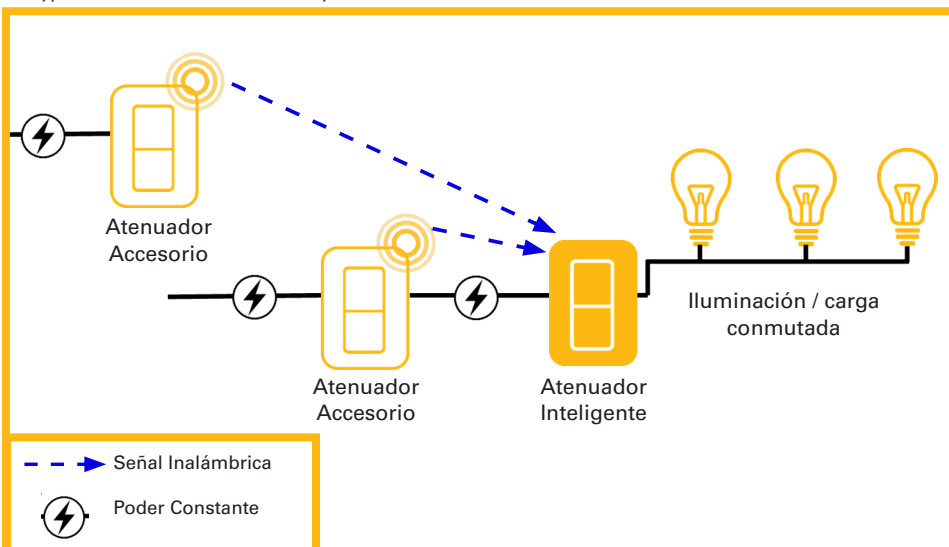 Atenuador
Accesorio
Iluminación / carga
conmutada
Atenuador
Accesorio
Atenuador
Inteligente
Señal Inalámbrica
Poder Constante